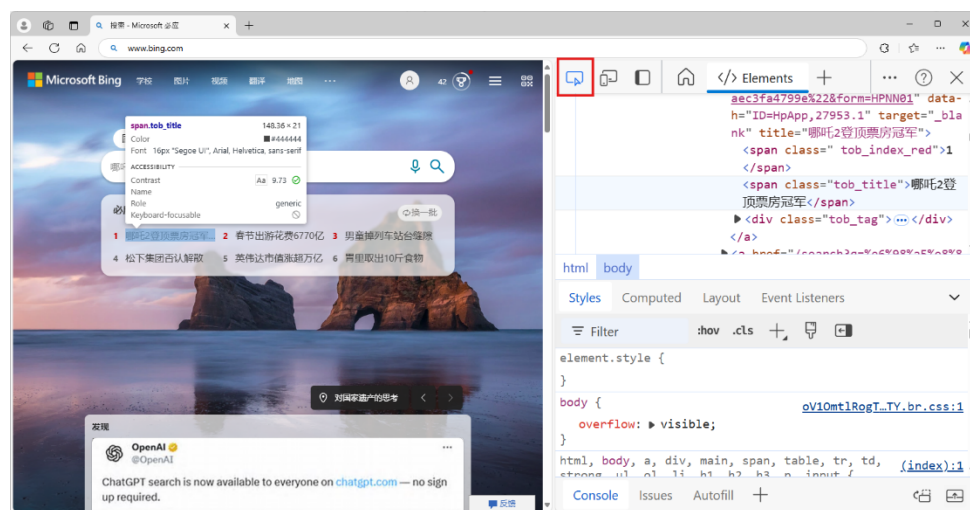 搜索 - Microsoft 必应
www.bing.com
Microsoft Bing 学校 图片 视频 翻译 地图 ... 42
span.tob_title 148.36 × 21
Color #444444
Font 16px "Segoe UI", Arial, Helvetica, sans-serif
ACCESSIBILITY
Contrast Aa 9.73
Name
Role generic
Keyboard-focusable
哪吒
必应
换一批
1 哪吒2登顶票房冠军... 2 春节出游花费6770亿 3 男童掉列车站台缝隙
4 松下集团否认解散 5 英伟达市值涨超万亿 6 胃里取出10斤食物
对国家遗产的思考
发现
OpenAI
@OpenAI
ChatGPT search is now available to everyone on chatgpt.com — no sign
up required.
反馈
</> Elements
aec3fa4799e%22&form=HPNN01" data-
h="ID=HpApp,27953.1" target="_bla
nk" title="哪吒2登顶票房冠军">
<span class=" tob_index_red">1
</span>
<span class="tob_title">哪吒2登
顶票房冠军</span>
<div class="tob_tag">...</div>
</a>
html body
Styles Computed Layout Event Listeners
Filter :hov .cls
element.style {
}
body { oV1OmtlRogT…TY.br.css:1
overflow: visible;
}
html, body, a, div, main, span, table, tr, td, (index):1
Console Issues Autofill